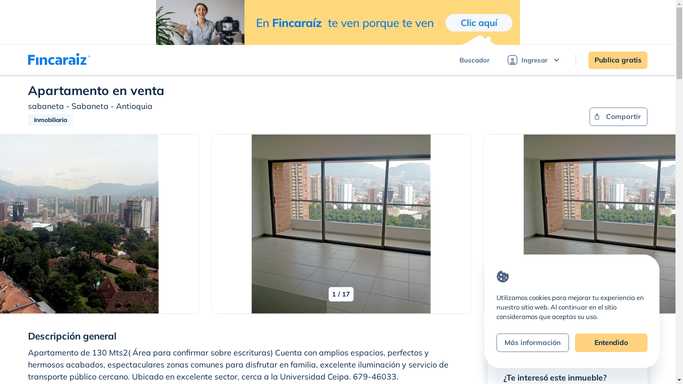 En Fincaraíz te ven porque te ven
Clic aquí
Fincaraiz
Buscador
Ingresar
Publica gratis
Apartamento en venta
sabaneta - Sabaneta - Antioquia
Inmobiliaria
Compartir
1 / 17
Utilizamos cookies para mejorar tu experiencia en
nuestro sitio web. Al continuar en el sitio
consideramos que aceptas su uso.
Más información
Entendido
Descripción general
Apartamento de 130 Mts2( Área para confirmar sobre escrituras) Cuenta con amplios espacios, perfectos y
hermosos acabados, espectaculares zonas comunes para disfrutar en familia, excelente iluminación y servicio de
transporte público cercano. Ubicado en excelente sector, cerca a la Universidad Ceipa. 679-46033.
¿Te interesó este inmueble?